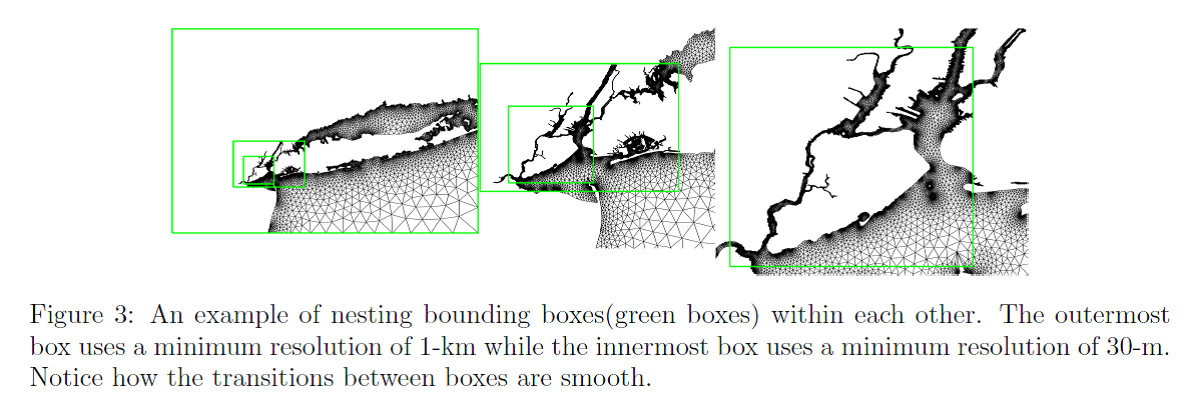 Figure 3: An example of nesting bounding boxes(green boxes) within each other. The outermost
box uses a minimum resolution of 1-km while the innermost box uses a minimum resolution of 30-m.
Notice how the transitions between boxes are smooth.